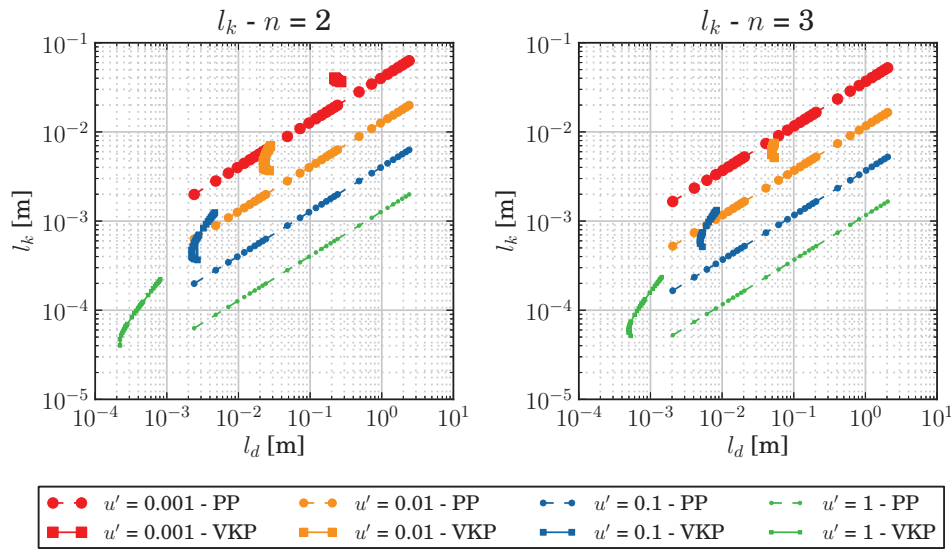 l_k - n = 2
l_k - n = 3
10^{-1}
10^{-2}
10^{-3}
10^{-4}
10^{-5}
l_k [m]
10^{-4} 10^{-3} 10^{-2} 10^{-1} 10^0 10^1
l_d [m]
10^{-1}
10^{-2}
10^{-3}
10^{-4}
10^{-5}
l_k [m]
10^{-4} 10^{-3} 10^{-2} 10^{-1} 10^0 10^1
l_d [m]
u' = 0.001 - PP u' = 0.01 - PP u' = 0.1 - PP u' = 1 - PP
u' = 0.001 - VKP u' = 0.01 - VKP u' = 0.1 - VKP u' = 1 - VKP